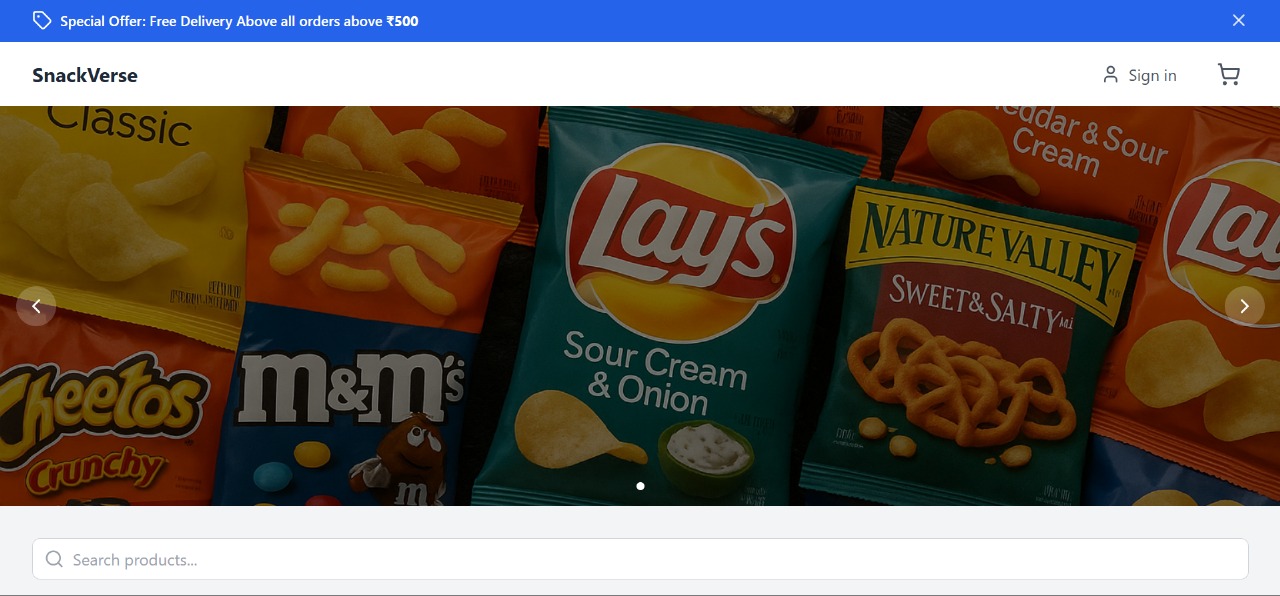 Special Offer: Free Delivery Above all orders above ₹500
SnackVerse
Sign in
Classic
Cheddar & Sour
Cream
Lay's
NATURE VALLEY
SWEET & SALTY
Lay
Sour Cream
& Onion
Cheetos
Crunchy
m&m's
m
Search products...